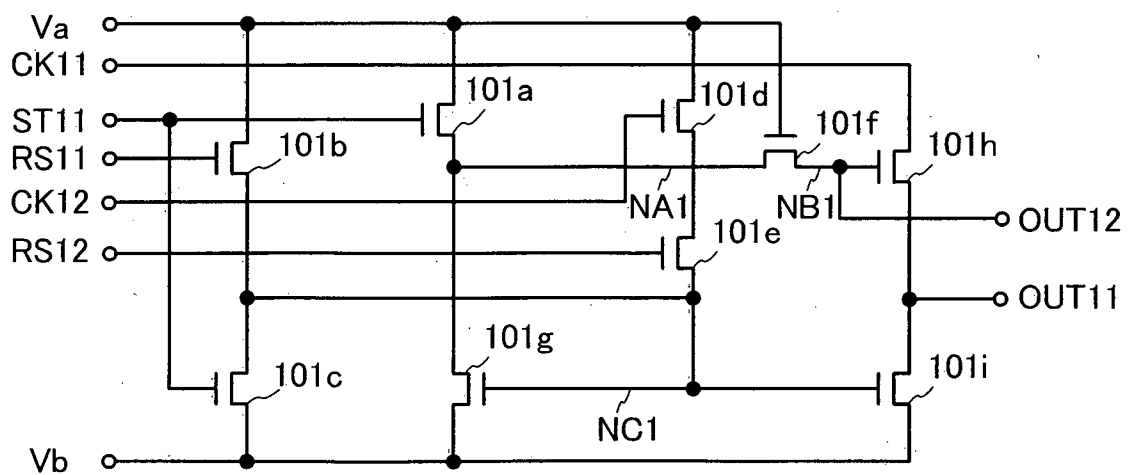 Va
CK11
ST11
101a
101d
RS11
101b
101f
101h
CK12
NA1
NB1
OUT12
RS12
101e
OUT11
101g
101c
101i
NC1
Vb